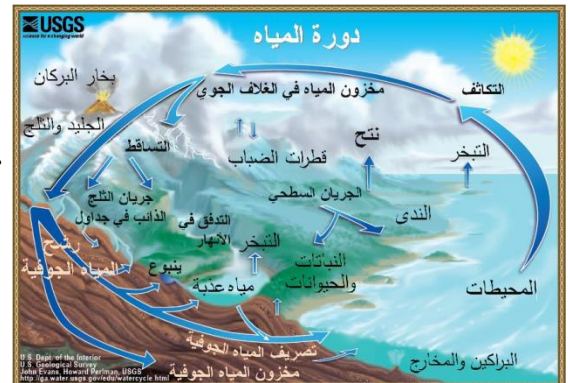 USGS
science for a changing world
دورة المياه
بخار البركان
مخزون المياه في الغلاف الجوي
التكاثف
الجليد والثلج
التساقط
قطرات الضباب
نتح
التبخر
جريان الثلج
الذائب في جداول
التدفق في
الأنهار
الجريان السطحي
الندى
التبخر
النباتات
والحيوانات
رشح
المياه الجوفية
ينبوع
مياه عذبة
المحيطات
تصريف المياه الجوفية
مخزون المياه الجوفية
البراكين والمخارج
U.S. Dept. of the Interior
U.S. Geological Survey
John Evans, Howard Perlman, USGS
http://ga.water.usgs.gov/edu/watercycle.html